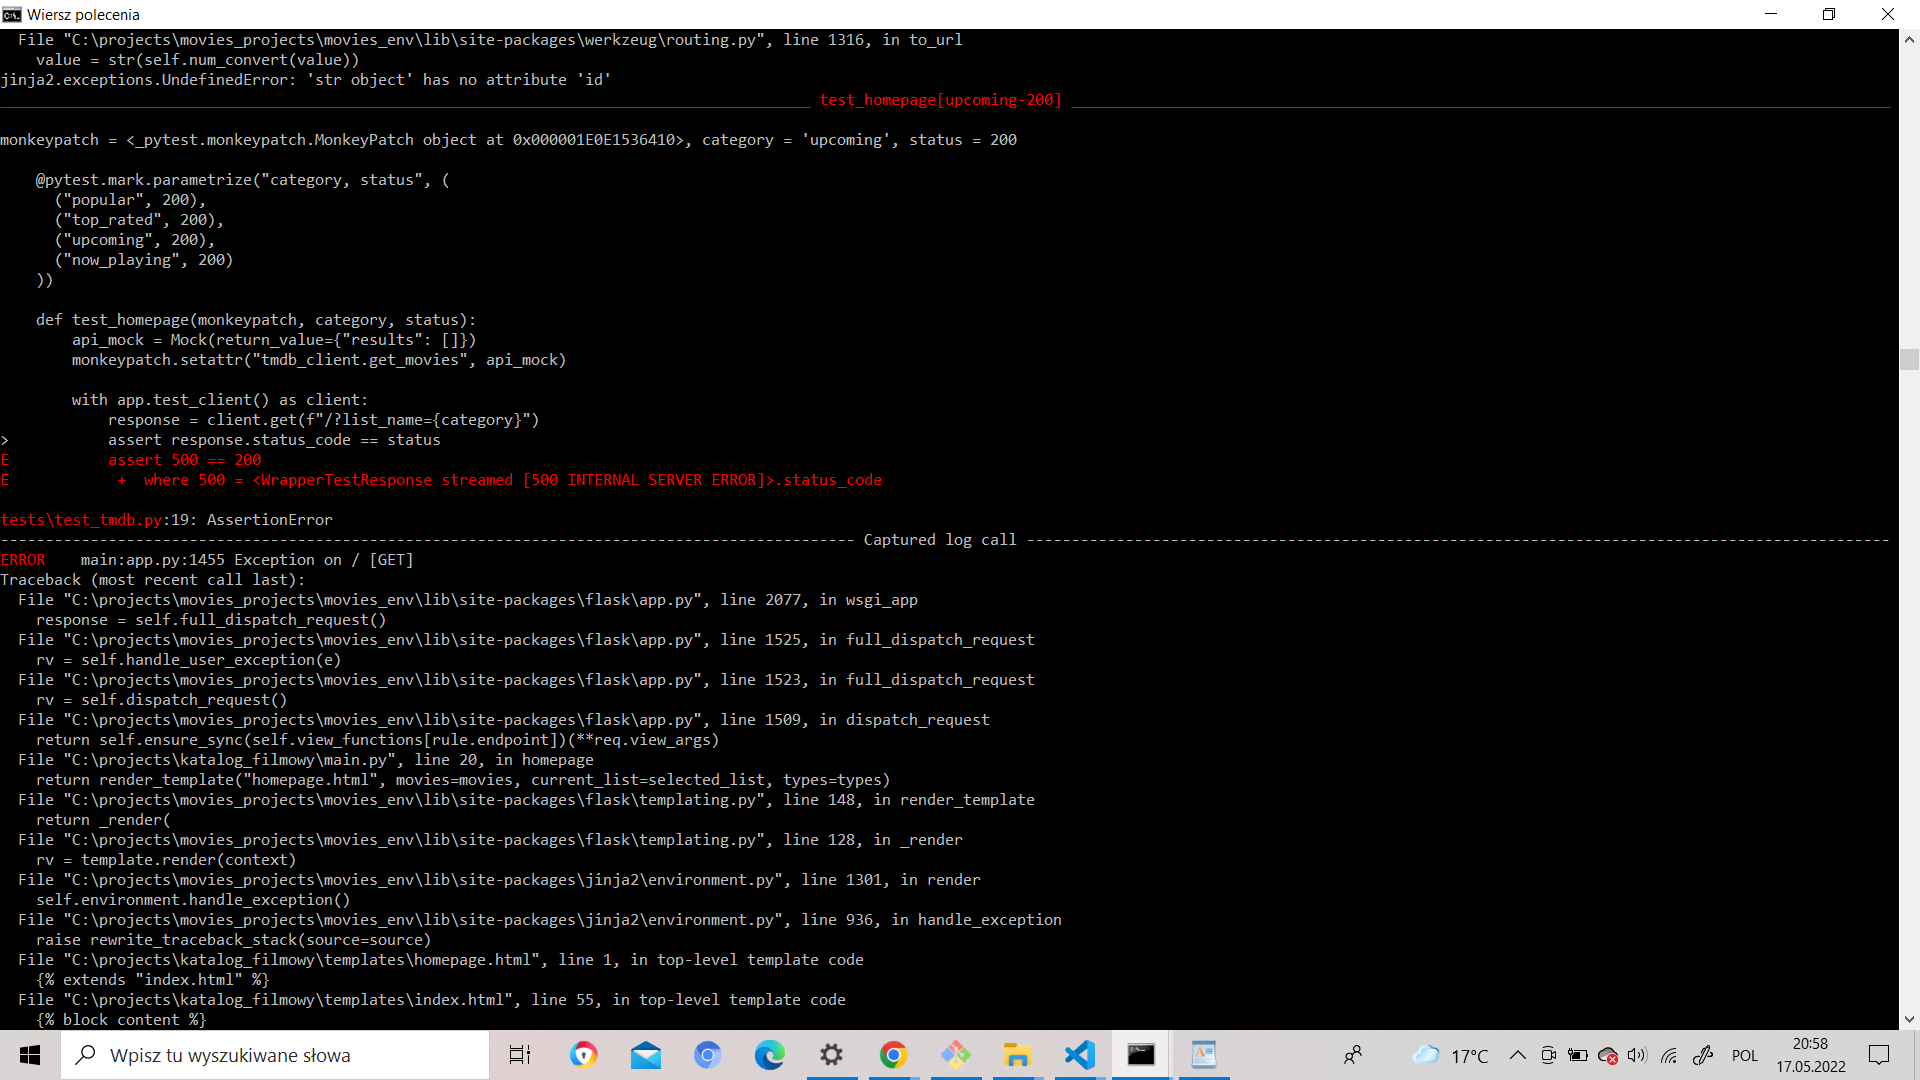 Wiersz polecenia
  File "C:\projects\movies_projects\movies_env\lib\site-packages\werkzeug\routing.py", line 1316, in to_url
    value = str(self.num_convert(value))
jinja2.exceptions.UndefinedError: 'str object' has no attribute 'id'
test_homepage[upcoming-200]
monkeypatch = <_pytest.monkeypatch.MonkeyPatch object at 0x000001E0E1536410>, category = 'upcoming', status = 200
    @pytest.mark.parametrize("category, status", (
      ("popular", 200),
      ("top_rated", 200),
      ("upcoming", 200),
      ("now_playing", 200)
    ))
    def test_homepage(monkeypatch, category, status):
        api_mock = Mock(return_value={"results": []})
        monkeypatch.setattr("tmdb_client.get_movies", api_mock)
        with app.test_client() as client:
            response = client.get(f"/?list_name={category}")
>           assert response.status_code == status
E           assert 500 == 200
E            +  where 500 = <WrapperTestResponse streamed [500 INTERNAL SERVER ERROR]>.status_code
tests\test_tmdb.py:19: AssertionError
Captured log call
ERROR    main:app.py:1455 Exception on / [GET]
Traceback (most recent call last):
  File "C:\projects\movies_projects\movies_env\lib\site-packages\flask\app.py", line 2077, in wsgi_app
    response = self.full_dispatch_request()
  File "C:\projects\movies_projects\movies_env\lib\site-packages\flask\app.py", line 1525, in full_dispatch_request
    rv = self.handle_user_exception(e)
  File "C:\projects\movies_projects\movies_env\lib\site-packages\flask\app.py", line 1523, in full_dispatch_request
    rv = self.dispatch_request()
  File "C:\projects\movies_projects\movies_env\lib\site-packages\flask\app.py", line 1509, in dispatch_request
    return self.ensure_sync(self.view_functions[rule.endpoint])(**req.view_args)
  File "C:\projects\katalog_filmowy\main.py", line 20, in homepage
    return render_template("homepage.html", movies=movies, current_list=selected_list, types=types)
  File "C:\projects\movies_projects\movies_env\lib\site-packages\flask\templating.py", line 148, in render_template
    return _render(
  File "C:\projects\movies_projects\movies_env\lib\site-packages\flask\templating.py", line 128, in _render
    rv = template.render(context)
  File "C:\projects\movies_projects\movies_env\lib\site-packages\jinja2\environment.py", line 1301, in render
    self.environment.handle_exception()
  File "C:\projects\movies_projects\movies_env\lib\site-packages\jinja2\environment.py", line 936, in handle_exception
    raise rewrite_traceback_stack(source=source)
  File "C:\projects\katalog_filmowy\templates\homepage.html", line 1, in top-level template code
    {% extends "index.html" %}
  File "C:\projects\katalog_filmowy\templates\index.html", line 55, in top-level template code
    {% block content %}
Wpisz tu wyszukiwane słowa
17°C
POL
20:58
17.05.2022